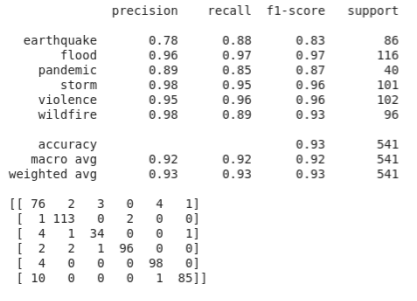 precision recall f1-score support
earthquake 0.78 0.88 0.83 86
flood 0.96 0.97 0.97 116
pandemic 0.89 0.85 0.87 40
storm 0.98 0.95 0.96 101
violence 0.95 0.96 0.96 102
wildfire 0.98 0.89 0.93 96
accuracy 0.93 541
macro avg 0.92 0.92 0.92 541
weighted avg 0.93 0.93 0.93 541
[[ 76 2 3 0 4 1]
[ 1 113 0 2 0 0]
[ 4 1 34 0 0 1]
[ 2 2 1 96 0 0]
[ 4 0 0 0 98 0]
[ 10 0 0 0 1 85]]